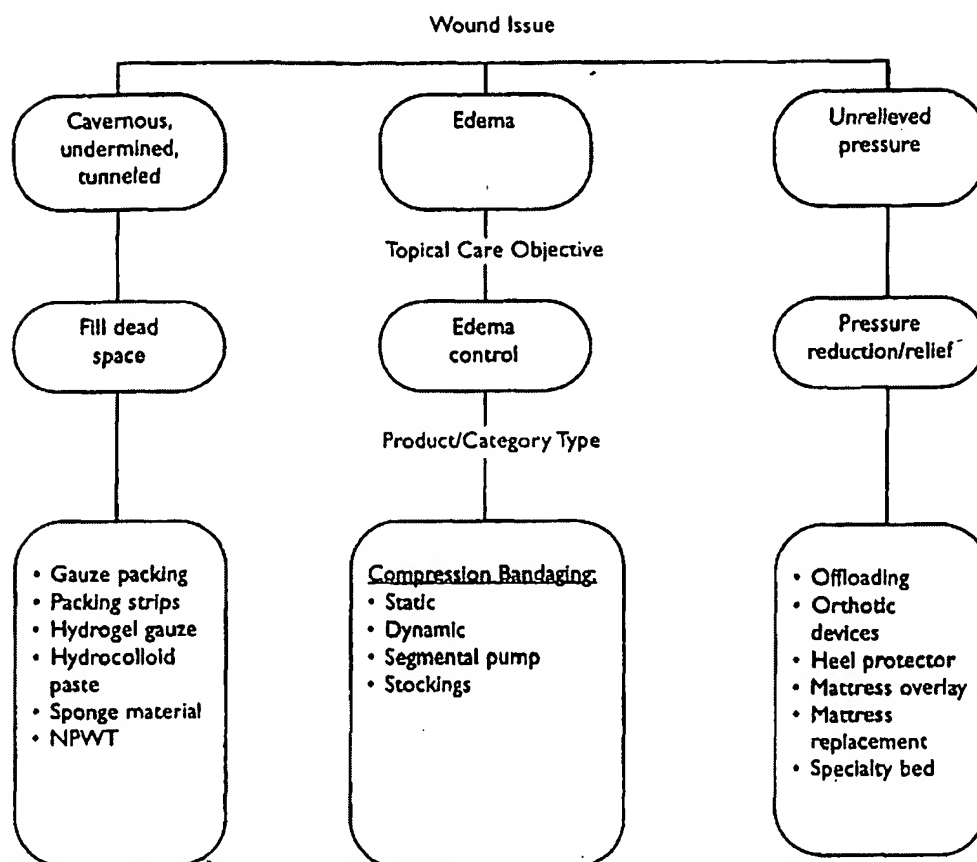 Wound Issue
Cavernous,
undermined,
tunneled
Edema
Unrelieved
pressure
Topical Care Objective
Fill dead
space
Edema
control
Pressure
reduction/relief
Product/Category Type
• Gauze packing
• Packing strips
• Hydrogel gauze
• Hydrocolloid
paste
• Sponge material
• NPWT
Compression Bandaging:
• Static
• Dynamic
• Segmental pump
• Stockings
• Offloading
• Orthotic
devices
• Heel protector
• Mattress overlay
• Mattress
replacement
• Specialty bed